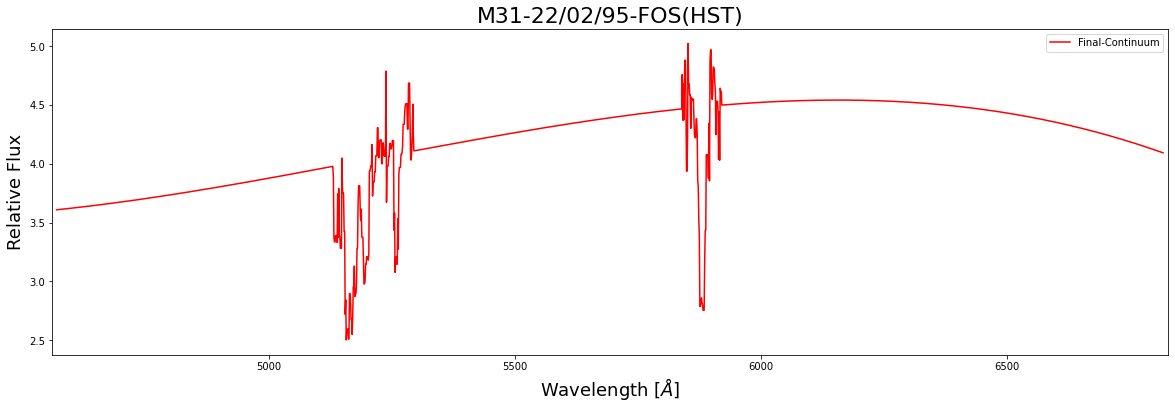 M31-22/02/95-FOS(HST)
Final-Continuum
5.0
4.5
4.0
3.5
3.0
2.5
Relative Flux
5000 5500 6000 6500
Wavelength [Å]